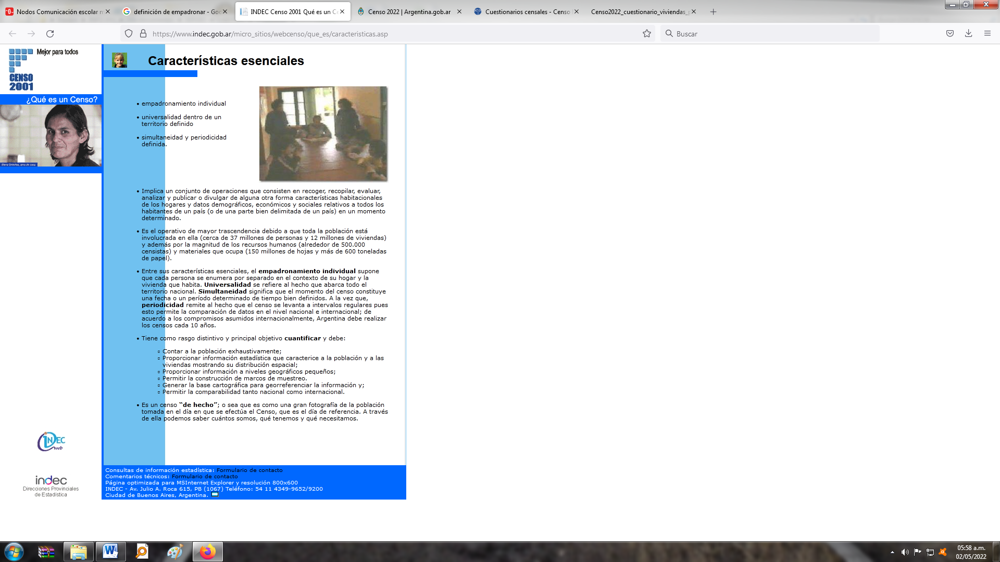 Nodos Comunicación escolar m
definición de empadronar - Goo
INDEC Censo 2001 Qué es un C
Censo 2022 | Argentina.gob.ar
Cuestionarios censales - Censo
Censo2022_cuestionario_viviendas_p
https://www.indec.gob.ar/micro_sitios/webcenso/que_es/caracteristicas.asp
Buscar
Mejor para todos
CENSO
2001
¿Qué es un Censo?
Características esenciales
• empadronamiento individual
• universalidad dentro de un
territorio definido
• simultaneidad y periodicidad
definida.
• Implica un conjunto de operaciones que consisten en recoger, recopilar, evaluar,
analizar y publicar o divulgar de alguna otra forma características habitacionales
de los hogares y datos demográficos, económicos y sociales relativos a todos los
habitantes de un país (o de una parte bien delimitada de un país) en un momento
determinado.
• Es el operativo de mayor trascendencia debido a que toda la población está
involucrada en ella (cerca de 37 millones de personas y 12 millones de viviendas)
y además por la magnitud de los recursos humanos (alrededor de 500.000
censistas) y materiales que ocupa (150 millones de hojas y más de 600 toneladas
de papel).
• Entre sus características esenciales, el empadronamiento individual supone
que cada persona se enumera por separado en el contexto de su hogar y la
vivienda que habita. Universalidad se refiere al hecho que abarca todo el
territorio nacional. Simultaneidad significa que el momento del censo constituye
una fecha o un período determinado de tiempo bien definidos. A la vez que,
periodicidad remite al hecho que el censo se levanta a intervalos regulares pues
esto permite la comparación de datos en el nivel nacional e internacional; de
acuerdo a los compromisos asumidos internacionalmente, Argentina debe realizar
los censos cada 10 años.
• Tiene como rasgo distintivo y principal objetivo cuantificar y debe:
Contar a la población exhaustivamente;
Proporcionar información estadística que caracterice a la población y a las
viviendas mostrando su distribución espacial;
Proporcionar información a niveles geográficos pequeños;
Permitir la construcción de marcos de muestreo.
Generar la base cartográfica para georreferenciar la información y;
Permitir la comparabilidad tanto nacional como internacional.
• Es un censo “de hecho”; o sea que es como una gran fotografía de la población
tomada en el día en que se efectúa el Censo, que es el día de referencia. A través
de ella podemos saber cuántos somos, qué tenemos y qué necesitamos.
INDEC
web
indec
Direcciones Provinciales
de Estadística
Consultas de información estadística: Formulario de contacto
Comentarios técnicos: Formulario de contacto
Página optimizada para MSInternet Explorer y resolución 800x600
INDEC - Av. Julio A. Roca 615, PB (1067) Teléfono: 54 11 4349-9652/9200
Ciudad de Buenos Aires, Argentina.
05:58 a.m.
02/05/2022